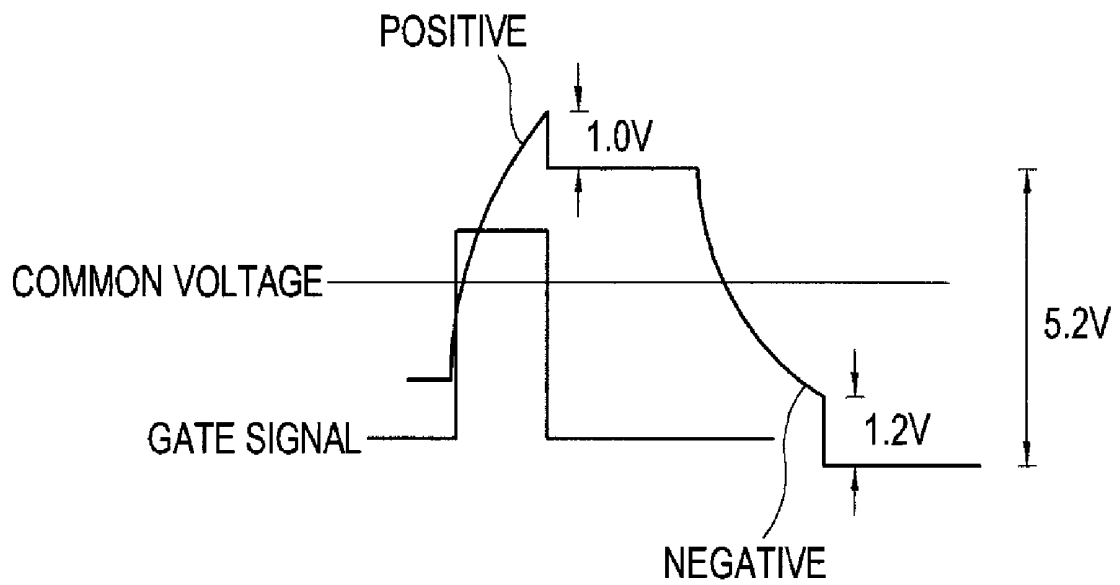 POSITIVE
1.0V
COMMON VOLTAGE
5.2V
1.2V
GATE SIGNAL
NEGATIVE